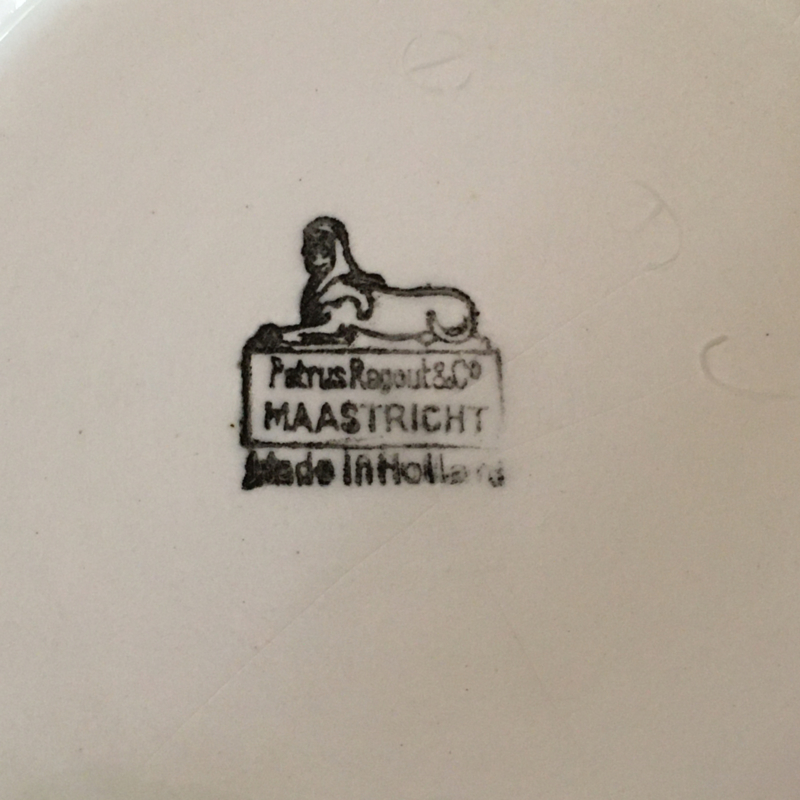 Petrus Regout & Co
MAASTRICHT
Made in Holland